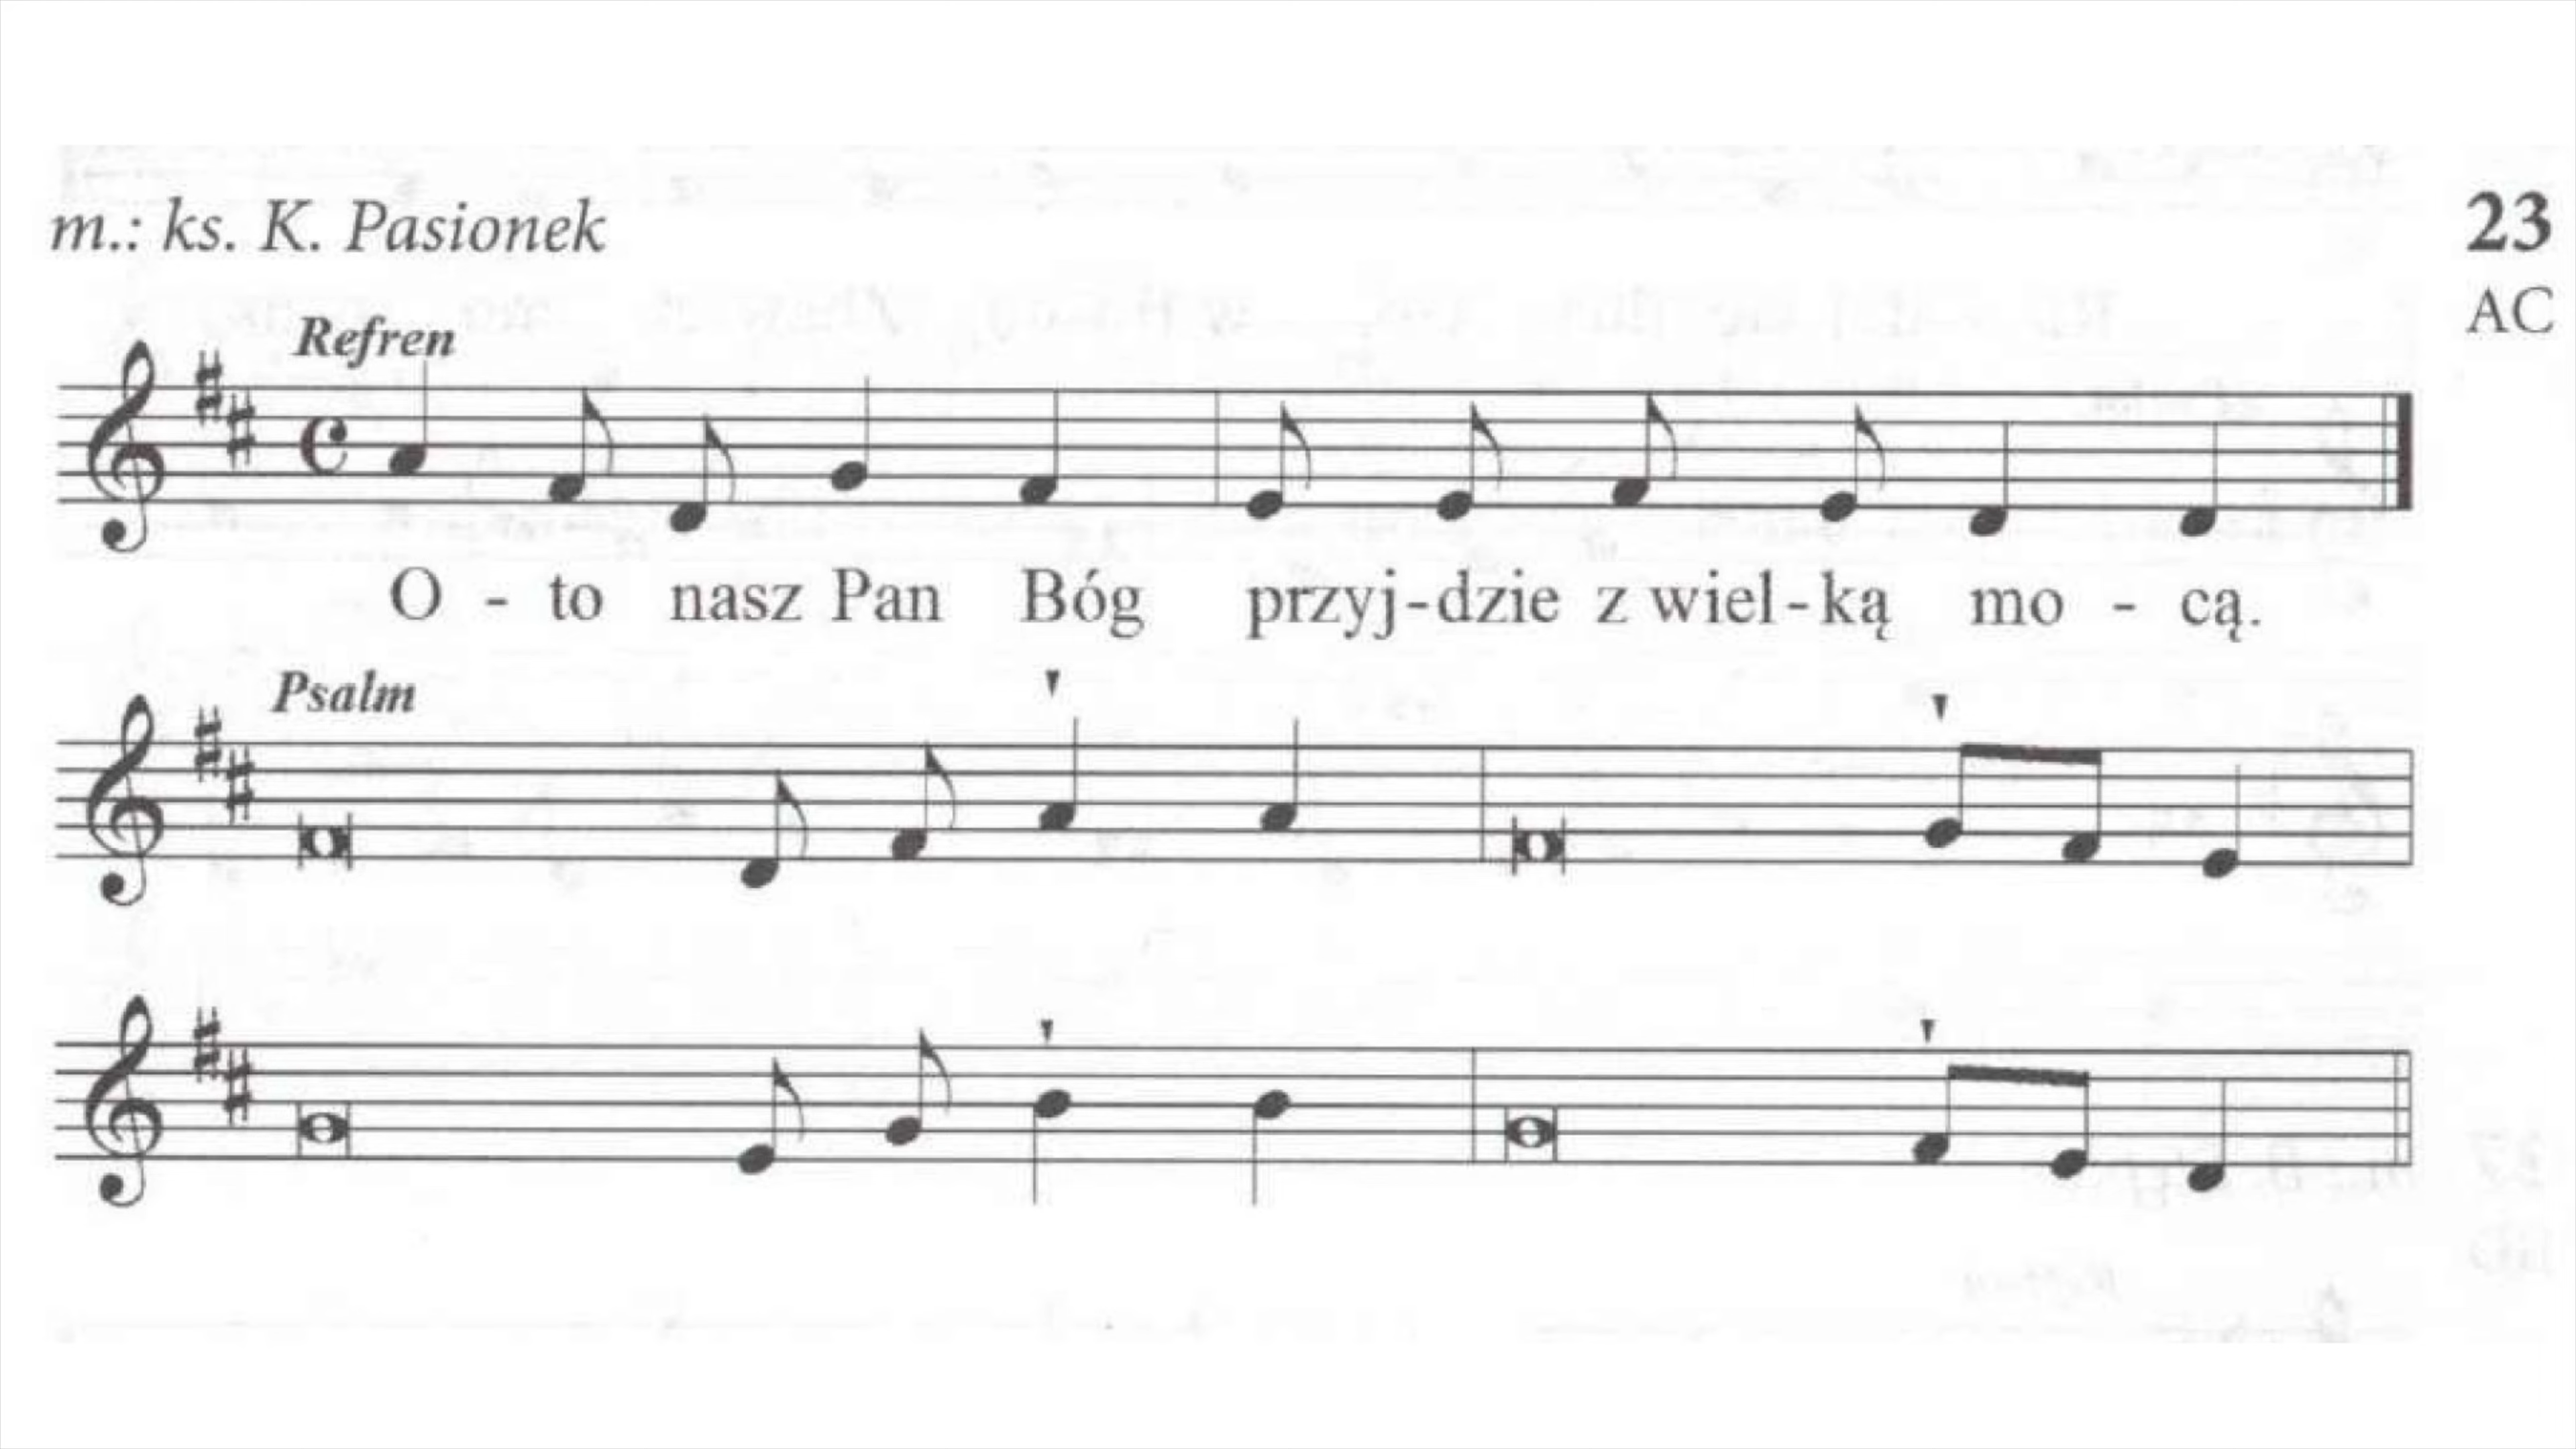 m.: ks. K. Pasionek
23
AC
Refren
O - to nasz Pan Bóg przyj-dzie z wiel-ką mo - cą.
Psalm